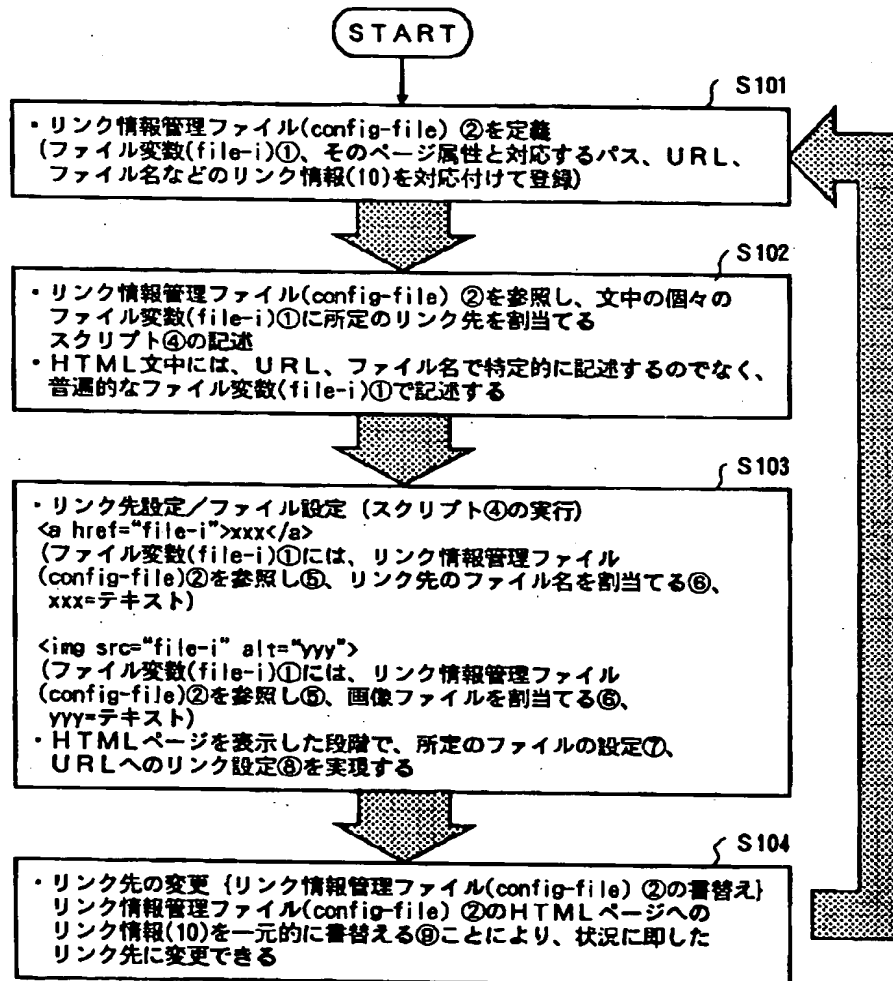 START
S101
・リンク情報管理ファイル(config-file) ②を定義
(ファイル変数(file-i)①、そのページ属性と対応するパス、URL、
ファイル名などのリンク情報(10)を対応付けて登録)
S102
・リンク情報管理ファイル(config-file) ②を参照し、文中の個々の
ファイル変数(file-i)①に所定のリンク先を割当てる
スクリプト④の記述
・HTML文中には、URL、ファイル名で特定的に記述するのでなく、
普遍的なファイル変数(file-i)①で記述する
S103
・リンク先設定/ファイル設定 (スクリプト④の実行)
<a href="file-i">xxx</a>
(ファイル変数(file-i)①には、リンク情報管理ファイル
(config-file)②を参照し⑤、リンク先のファイル名を割当てる⑥、
xxx=テキスト)
<img src="file-i" alt="yyy">
(ファイル変数(file-i)①には、リンク情報管理ファイル
(config-file)②を参照し⑤、画像ファイルを割当てる⑥、
yyy=テキスト)
・HTMLページを表示した段階で、所定のファイルの設定⑦、
URLへのリンク設定⑧を実現する
S104
・リンク先の変更 {リンク情報管理ファイル(config-file) ②の書替え}
リンク情報管理ファイル(config-file) ②のHTMLページへの
リンク情報(10)を一元的に書替える⑨ことにより、状況に即した
リンク先に変更できる